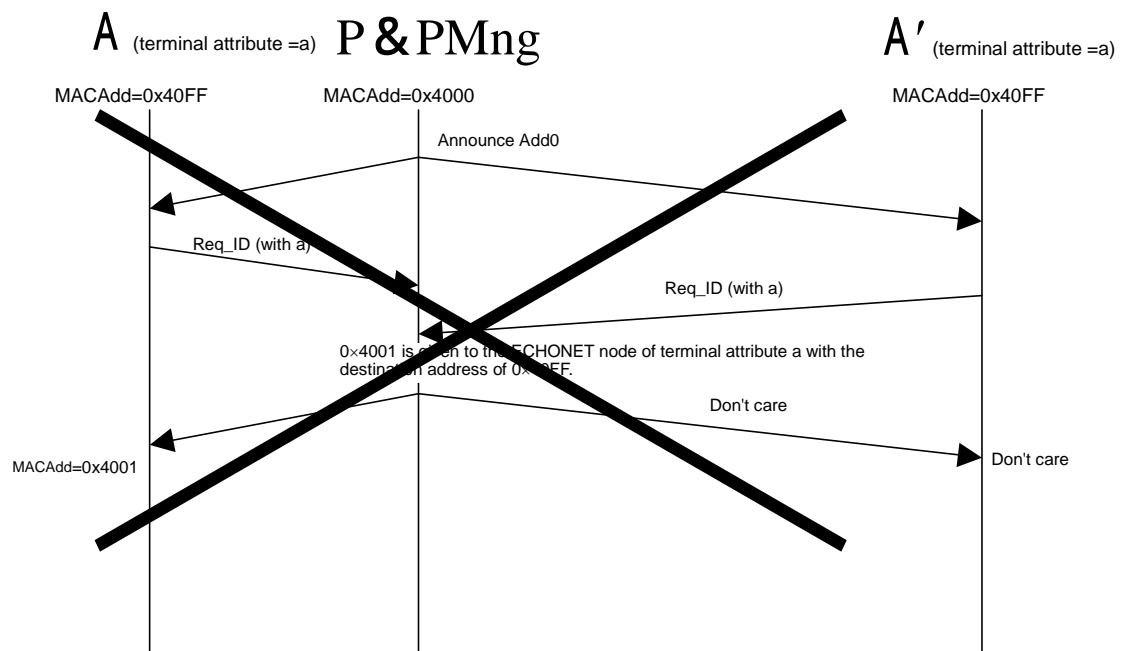 A (terminal attribute =a) P & PMng A′ (terminal attribute =a)
MACAdd=0x40FF MACAdd=0x4000 MACAdd=0x40FF
Announce Add0
Req_ID (with a)
Req_ID (with a)
0×4001 is given to the ECHONET node of terminal attribute a with the
destination address of 0×40FF.
Don't care
Don't care
MACAdd=0x4001